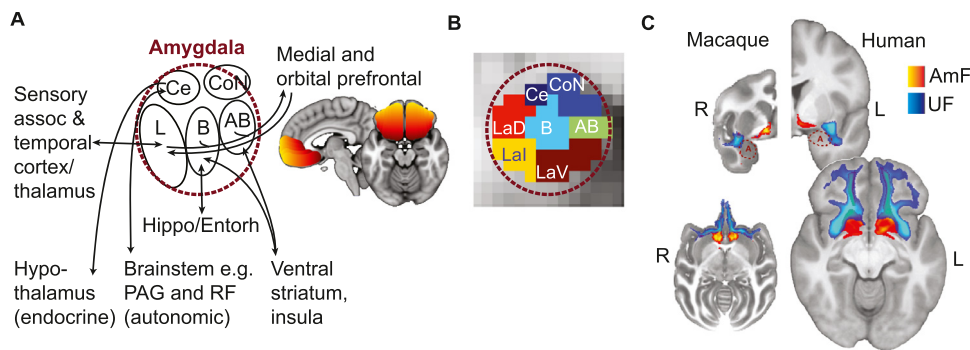 A
Amygdala
Ce
CoN
L
B
AB
Medial and
orbital prefrontal
Sensory
assoc &
temporal
cortex/
thalamus
Hippo/Entorh
Hypo-
thalamus
(endocrine)
Brainstem e.g.
PAG and RF
(autonomic)
Ventral
striatum,
insula
B
CoN
Ce
LaD
B
AB
LaI
LaV
C
Macaque
Human
AmF
UF
R
L
A
A
R
L